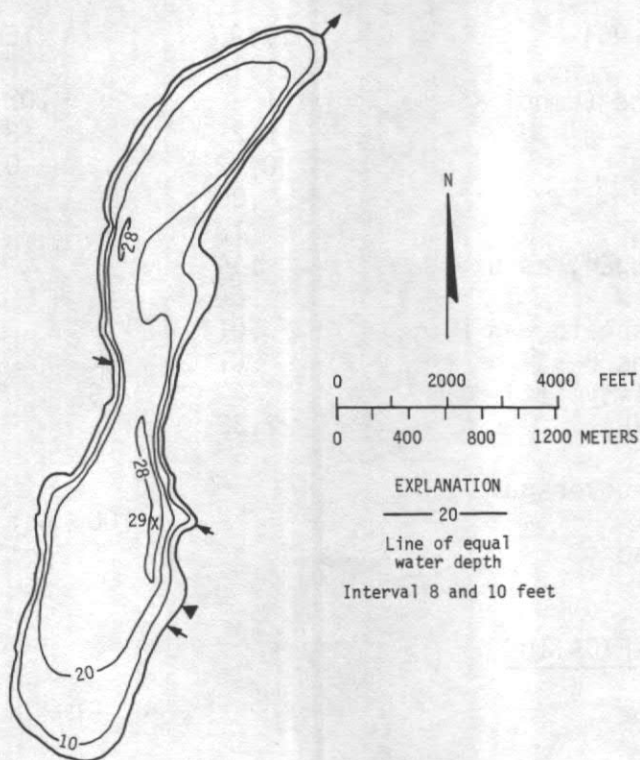 N
28
28
29X
20
10
0 2000 4000 FEET
0 400 800 1200 METERS
EXPLANATION
20
Line of equal
water depth
Interval 8 and 10 feet